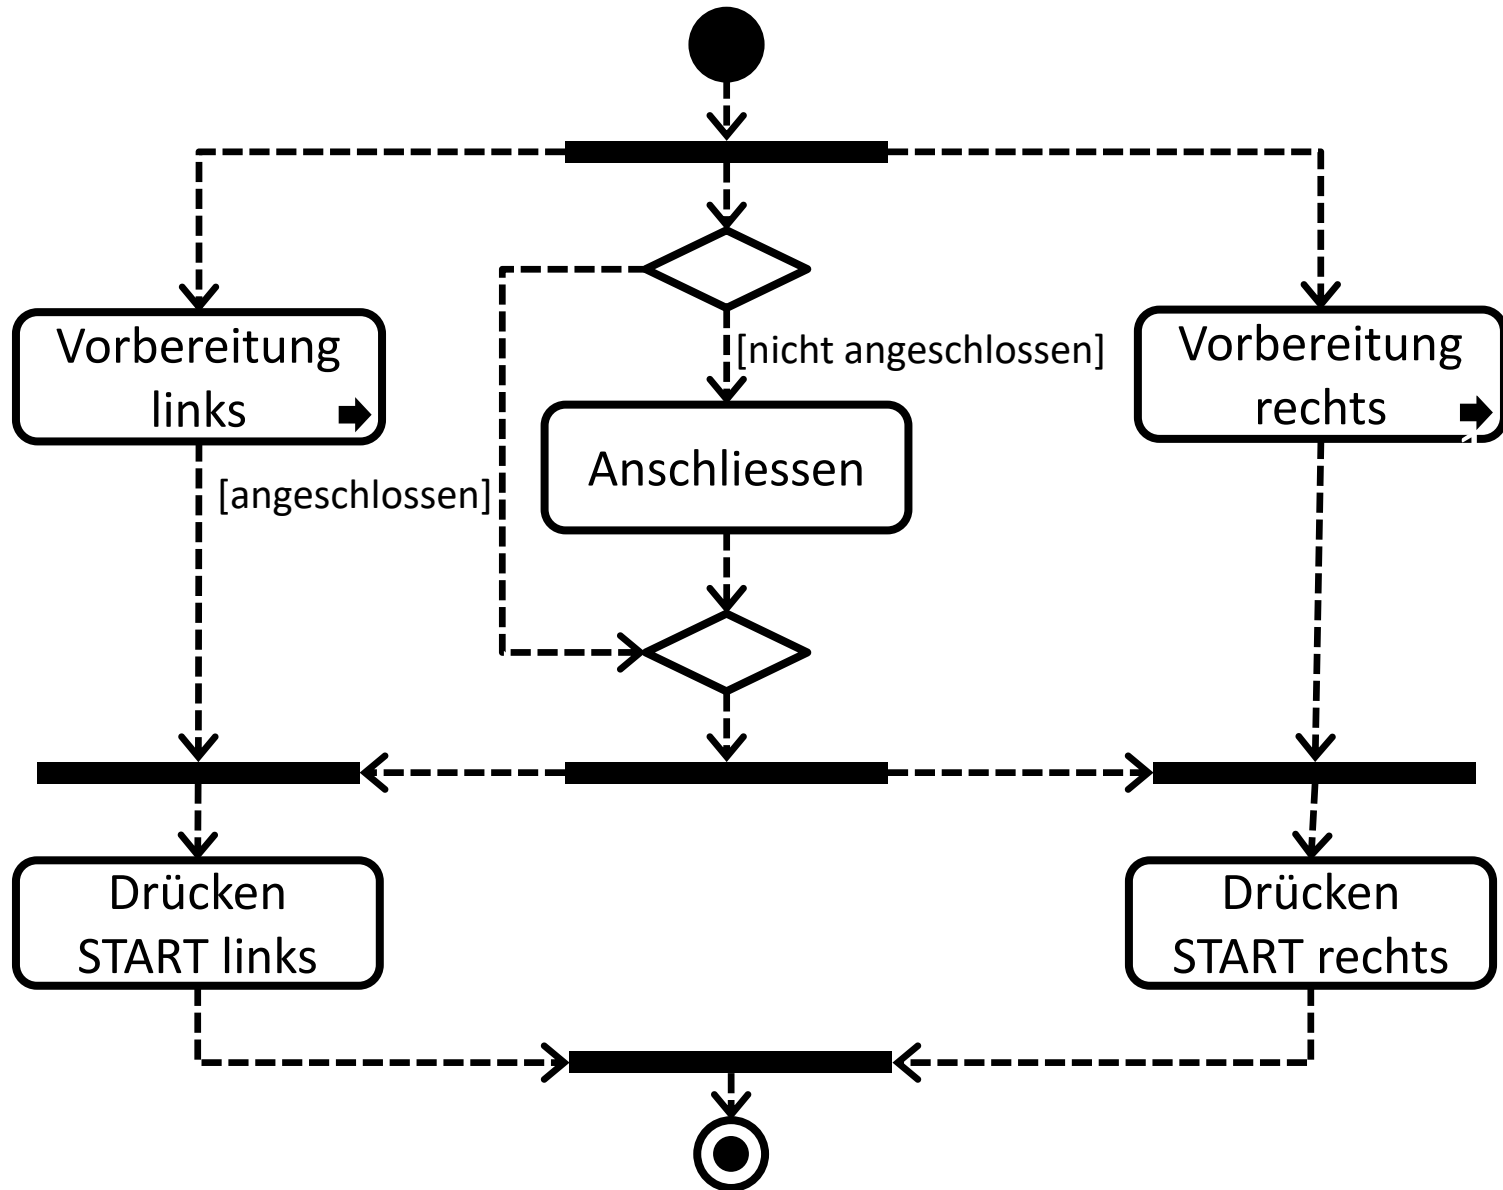 Vorbereitung
links
[nicht angeschlossen]
Vorbereitung
rechts
[angeschlossen]
Anschliessen
Drücken
START links
Drücken
START rechts